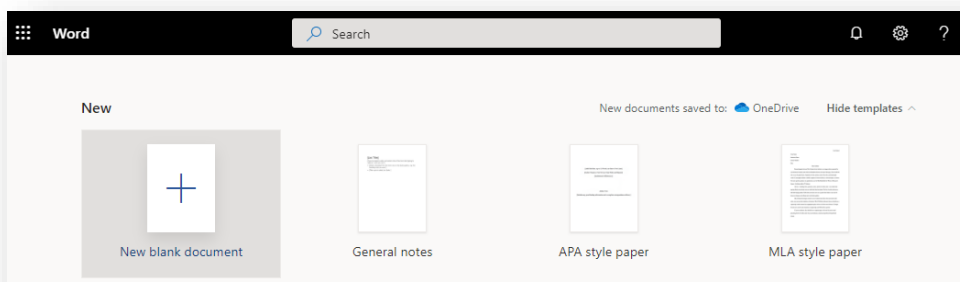 Word
Search
?
New
New documents saved to: OneDrive
Hide templates
New blank document
General notes
APA style paper
MLA style paper